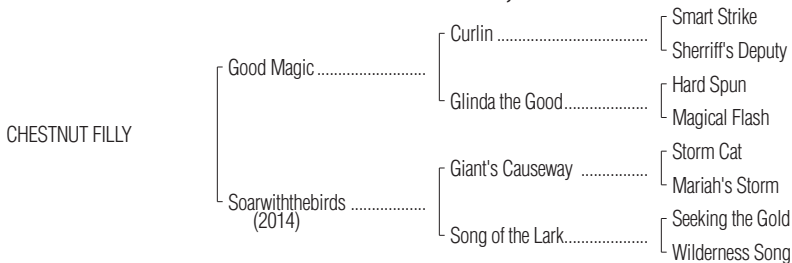 Smart Strike
Curlin ....................................
Sherriff's Deputy
Good Magic ..........................
Hard Spun
Glinda the Good....................
Magical Flash
CHESTNUT FILLY
Storm Cat
Giant's Causeway ................
Mariah's Storm
Soarwiththebirds ..................
(2014)
Seeking the Gold
Song of the Lark....................
Wilderness Song